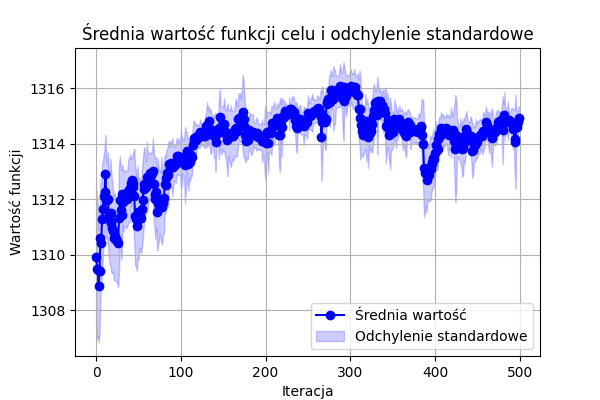 Średnia wartość funkcji celu i odchylenie standardowe
Wartość funkcji
1316
1314
1312
1310
1308
Średnia wartość
Odchylenie standardowe
0 100 200 300 400 500
Iteracja